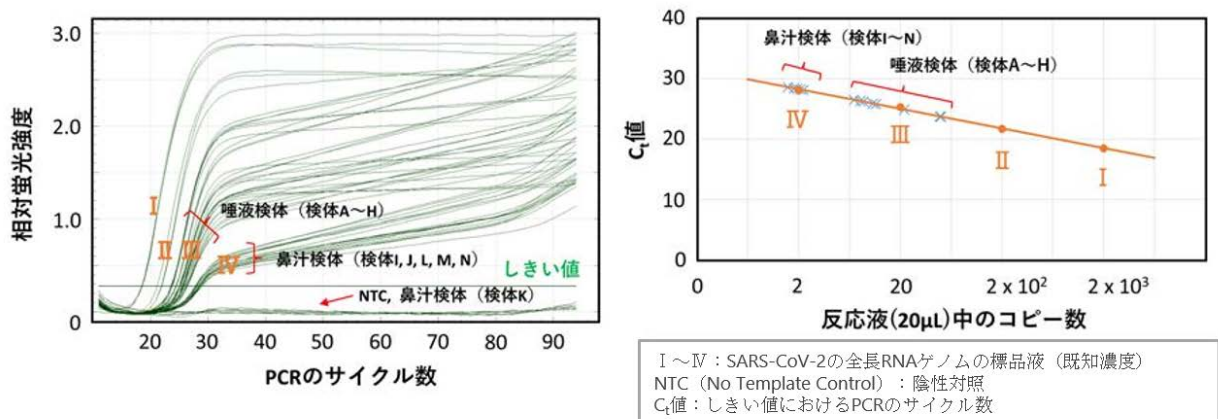 3.0
2.0
1.0
0
相対蛍光強度
I
II
III
IV
唾液検体（検体A～H）
鼻汁検体（検体I, J, L, M, N）
しきい値
NTC, 鼻汁検体（検体K）
20 30 40 50 60 70 80 90
PCRのサイクル数
40
30
20
10
0
Ct値
鼻汁検体（検体I～N）
唾液検体（検体A～H）
IV
III
II
I
0 2 20 2 x 10² 2 x 10³
反応液(20μL)中のコピー数
I～IV：SARS-CoV-2の全長RNAゲノムの標品液（既知濃度）
NTC（No Template Control）：陰性対照
Ct値：しきい値におけるPCRのサイクル数